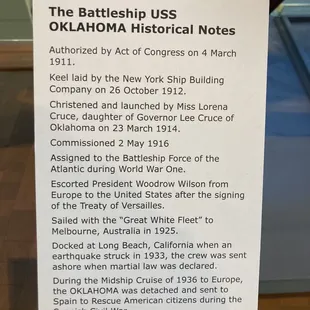 The Battleship USS
OKLAHOMA Historical Notes
Authorized by Act of Congress on 4 March
1911.
Keel laid by the New York Ship Building
Company on 26 October 1912.
Christened and launched by Miss Lorena
Cruce, daughter of Governor Lee Cruce of
Oklahoma on 23 March 1914.
Commissioned 2 May 1916
Assigned to the Battleship Force of the
Atlantic during World War One.
Escorted President Woodrow Wilson from
Europe to the United States after the signing
of the Treaty of Versailles.
Sailed with the “Great White Fleet” to
Melbourne, Australia in 1925.
Docked at Long Beach, California when an
earthquake struck in 1933, the crew was sent
ashore when martial law was declared.
During the Midship Cruise of 1936 to Europe,
the OKLAHOMA was detached and sent to
Spain to Rescue American citizens during the